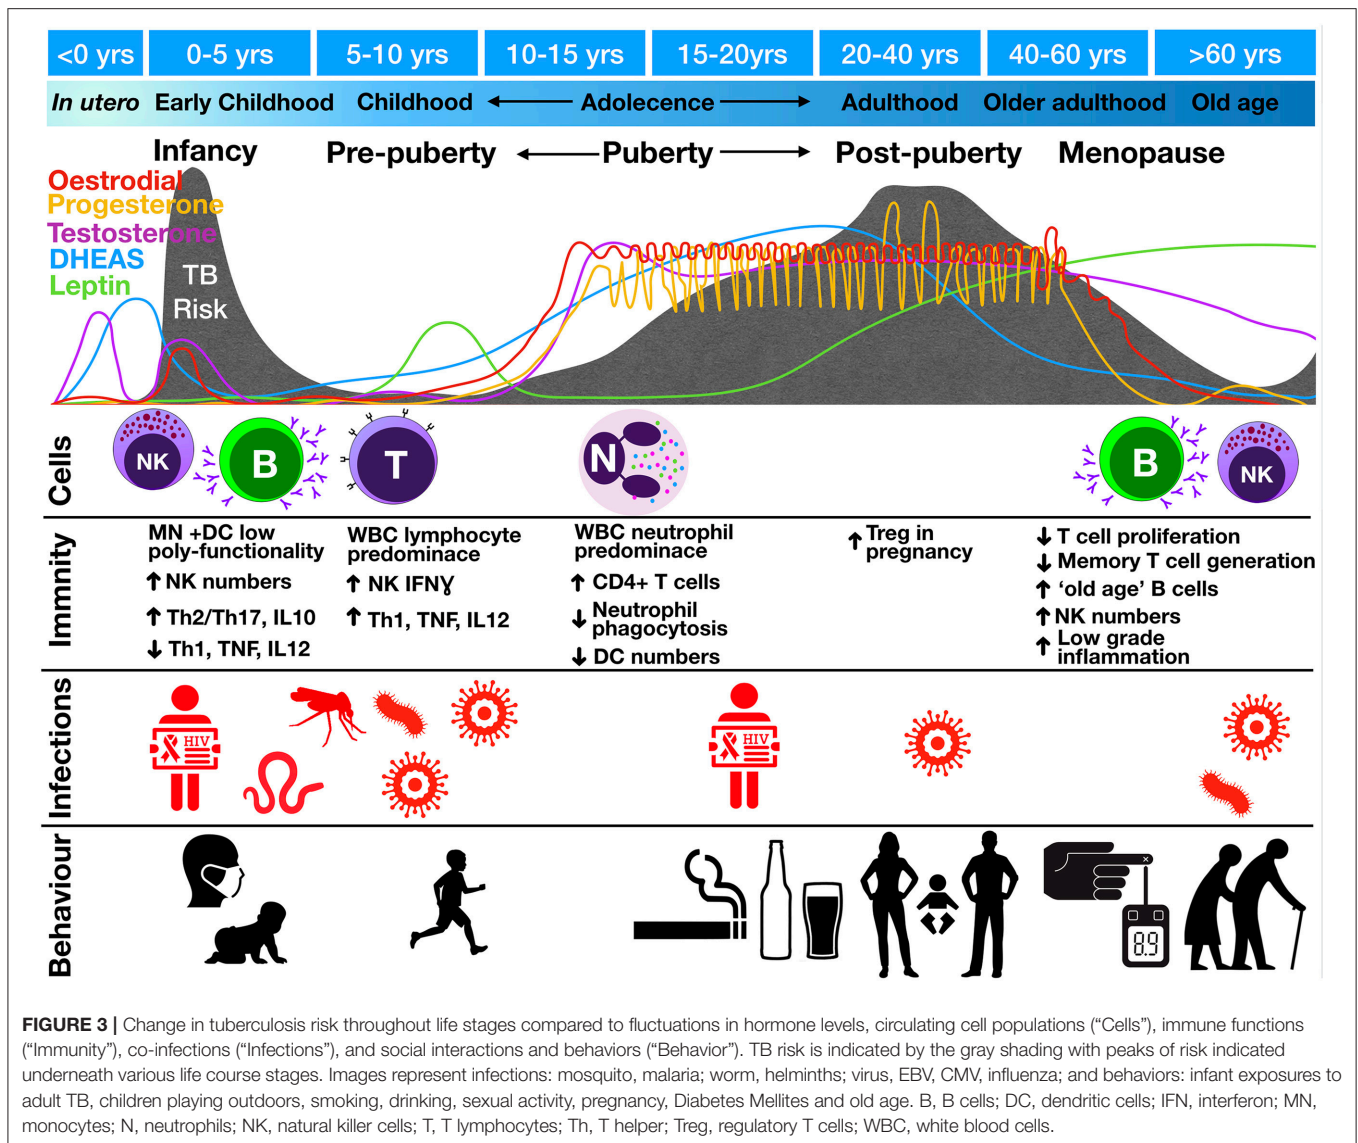 <0 yrs 0-5 yrs 5-10 yrs 10-15 yrs 15-20yrs 20-40 yrs 40-60 yrs >60 yrs
In utero Early Childhood Childhood Adolecence Adulthood Older adulthood Old age
Infancy Pre-puberty Puberty Post-puberty Menopause
Oestrodial
Progesterone
Testosterone
DHEAS
Leptin
TB
Risk
Cells
NK B T N B NK
Immnity
MN +DC low
poly-functionality
↑ NK numbers
↑ Th2/Th17, IL10
↓ Th1, TNF, IL12
WBC lymphocyte
predominace
↑ NK IFNɣ
↑ Th1, TNF, IL12
WBC neutrophil
predominace
↑ CD4+ T cells
↓ Neutrophil
phagocytosis
↓ DC numbers
↑ Treg in
pregnancy
↓ T cell proliferation
↓ Memory T cell generation
↑ ‘old age’ B cells
↑ NK numbers
↑ Low grade
inflammation
Infections
HIV
HIV
Behaviour
8.9
FIGURE 3 | Change in tuberculosis risk throughout life stages compared to fluctuations in hormone levels, circulating cell populations (“Cells”), immune functions
(“Immunity”), co-infections (“Infections”), and social interactions and behaviors (“Behavior”). TB risk is indicated by the gray shading with peaks of risk indicated
underneath various life course stages. Images represent infections: mosquito, malaria; worm, helminths; virus, EBV, CMV, influenza; and behaviors: infant exposures to
adult TB, children playing outdoors, smoking, drinking, sexual activity, pregnancy, Diabetes Mellites and old age. B, B cells; DC, dendritic cells; IFN, interferon; MN,
monocytes; N, neutrophils; NK, natural killer cells; T, T lymphocytes; Th, T helper; Treg, regulatory T cells; WBC, white blood cells.